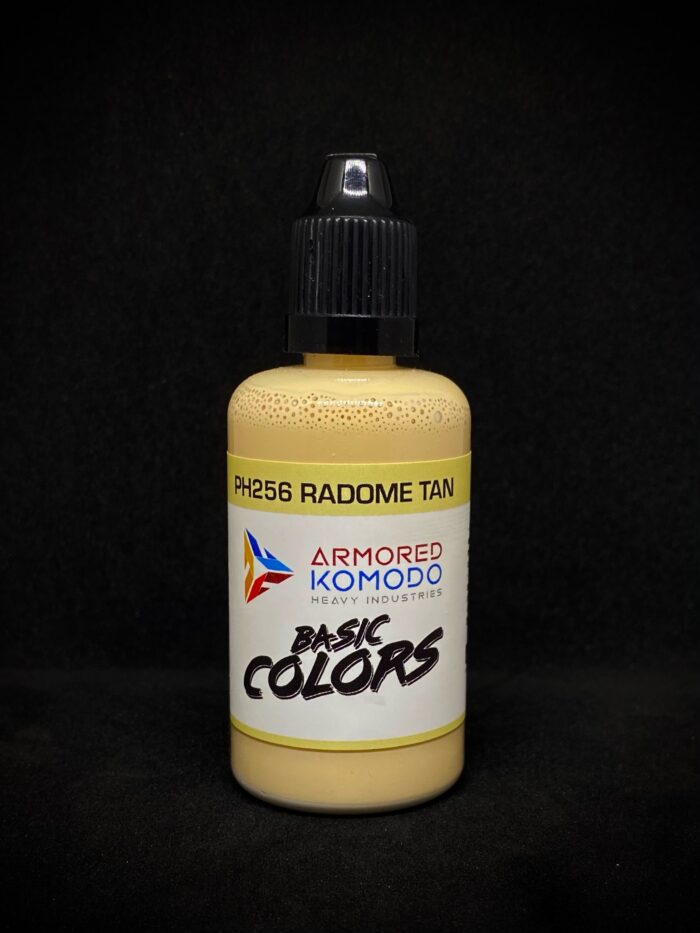 PH256 RADOME TAN
ARMORED
KOMODO
HEAVY INDUSTRIES
BASIC
COLORS